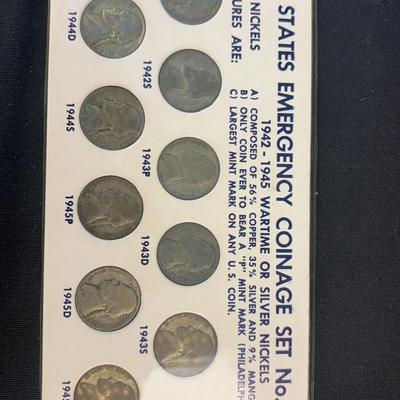 STATES EMERGENCY COINAGE SET No.
1942-1945 WARTIME OR SILVER NICKELS
NICKELS
URES ARE:
A) COMPOSED OF 56% COPPER, 35% SILVER AND 9% MANG
B) ONLY COIN EVER TO BEAR A "P" MINT MARK (PHILADELPH
C) LARGEST MINT MARK ON ANY U.S. COIN.
1942S
1943P
1943D
1943S
1944D
1944S
1945P
1945D
1945